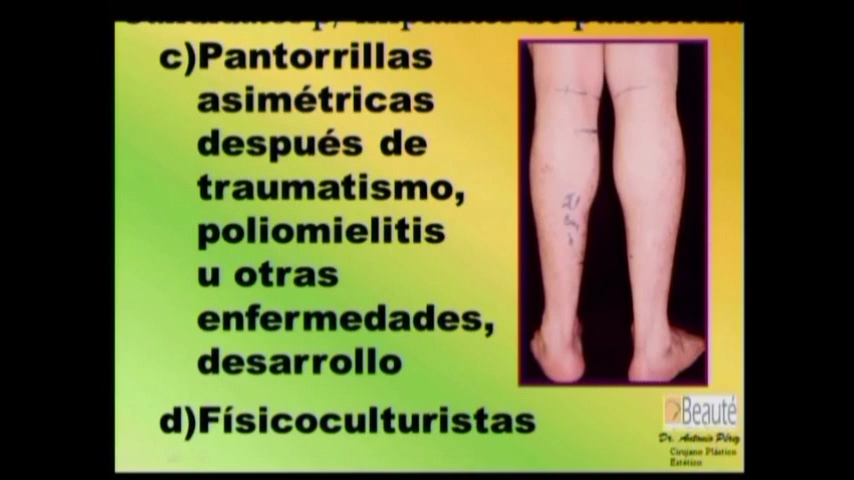 c)Pantorrillas
asimétricas
después de
traumatismo,
poliomielitis
u otras
enfermedades,
desarrollo
d)Físicoculturistas
Beauté
Dr. Antonio Pérez
Cirujano Plástico
Estético